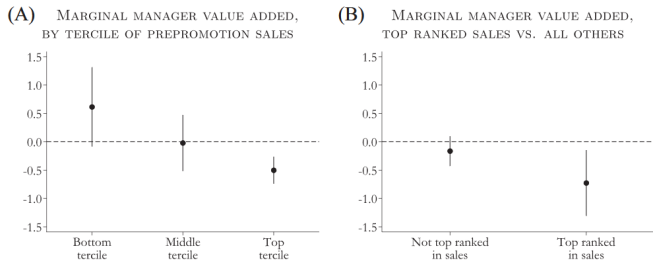 (A) MARGINAL MANAGER VALUE ADDED,
BY TERCILE OF PREPROMOTION SALES
1.5
1.0
0.5
0.0
-0.5
-1.0
-1.5
Bottom
tercile
Middle
tercile
Top
tercile
(B) MARGINAL MANAGER VALUE ADDED,
TOP RANKED SALES VS. ALL OTHERS
1.5
1.0
0.5
0.0
-0.5
-1.0
-1.5
Not top ranked
in sales
Top ranked
in sales